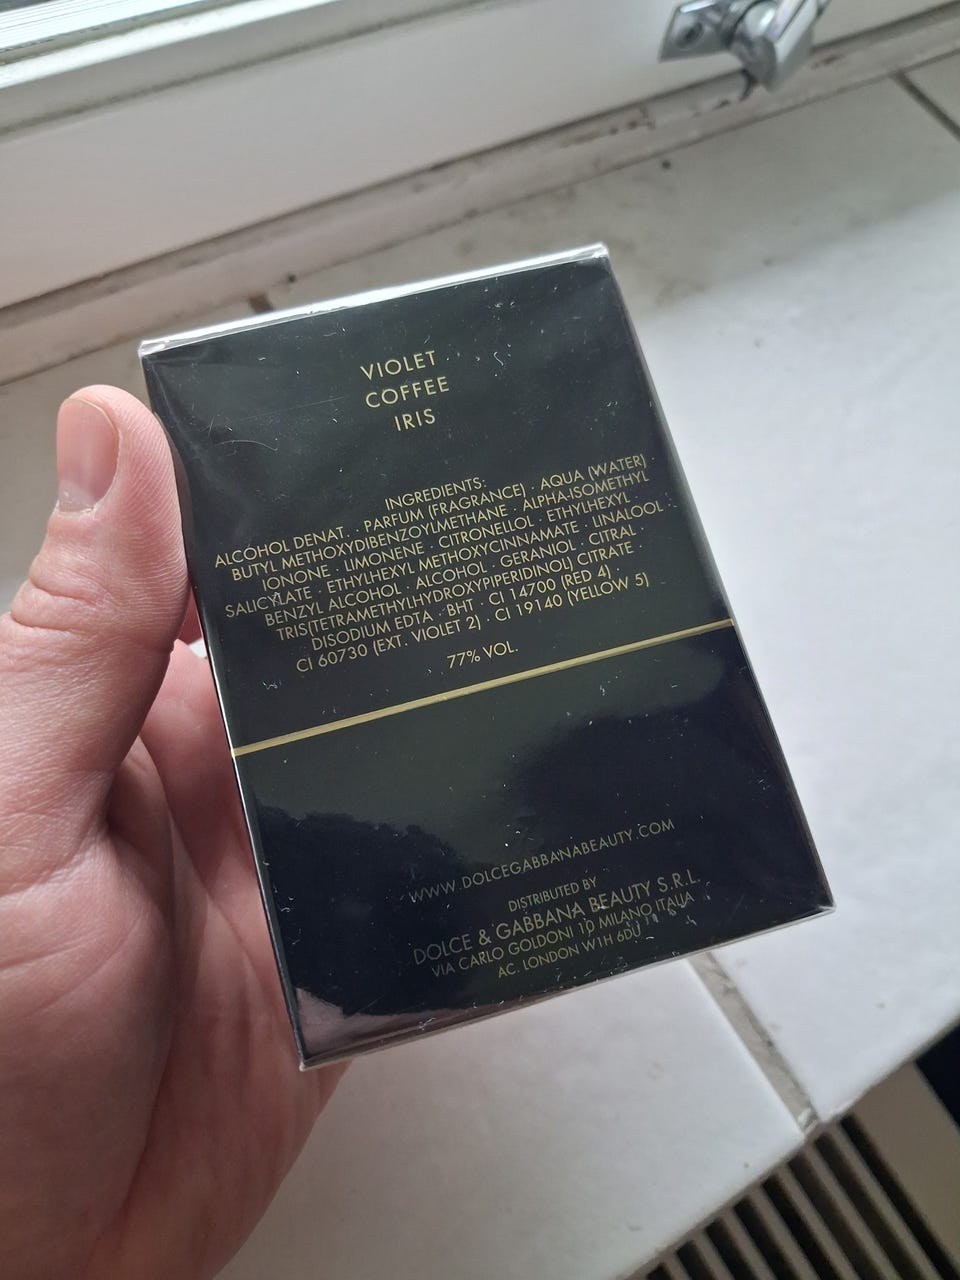 VIOLET
COFFEE
IRIS
INGREDIENTS:
ALCOHOL DENAT. · PARFUM (FRAGRANCE) · AQUA (WATER) ·
BUTYL METHOXYDIBENZOYLMETHANE · ALPHA-ISOMETHYL
IONONE · LIMONENE · CITRONELLOL · ETHYLHEXYL
SALICYLATE · ETHYLHEXYL METHOXYCINNAMATE · LINALOOL ·
BENZYL ALCOHOL · ALCOHOL · GERANIOL · CITRAL ·
TRIS(TETRAMETHYLHYDROXYPIPERIDINOL) CITRATE ·
DISODIUM EDTA · BHT · CI 14700 (RED 4) ·
CI 60730 (EXT. VIOLET 2) · CI 19140 (YELLOW 5)
77% VOL.
WWW.DOLCEGABBANABEAUTY.COM
DISTRIBUTED BY
DOLCE & GABBANA BEAUTY S.R.L.
VIA CARLO GOLDONI 10 MILANO ITALIA
AC. LONDON W1H 6DU